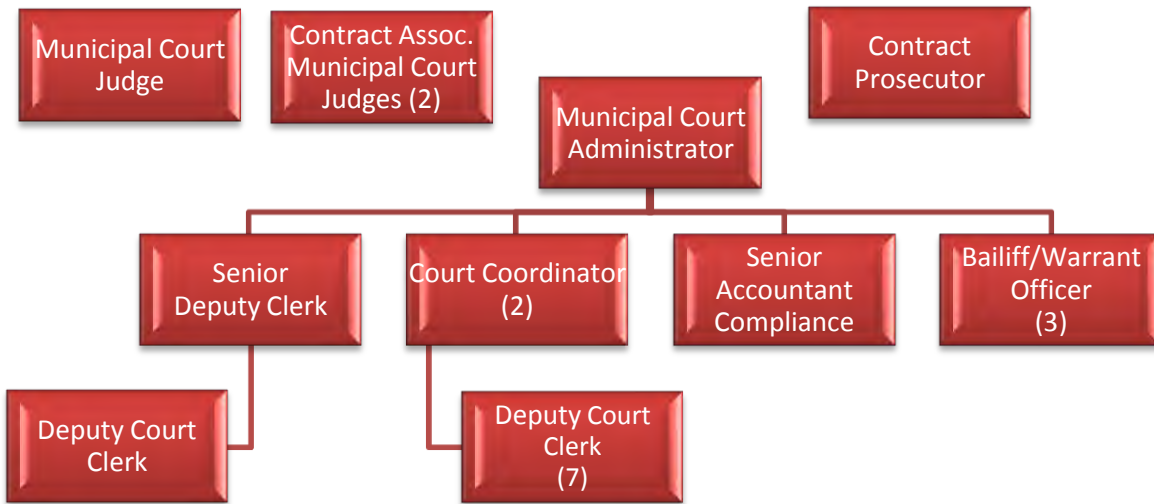 Municipal Court
Judge
Contract Assoc.
Municipal Court
Judges (2)
Contract
Prosecutor
Municipal Court
Administrator
Senior
Deputy Clerk
Court Coordinator
(2)
Senior
Accountant
Compliance
Bailiff/Warrant
Officer
(3)
Deputy Court
Clerk
Deputy Court
Clerk
(7)